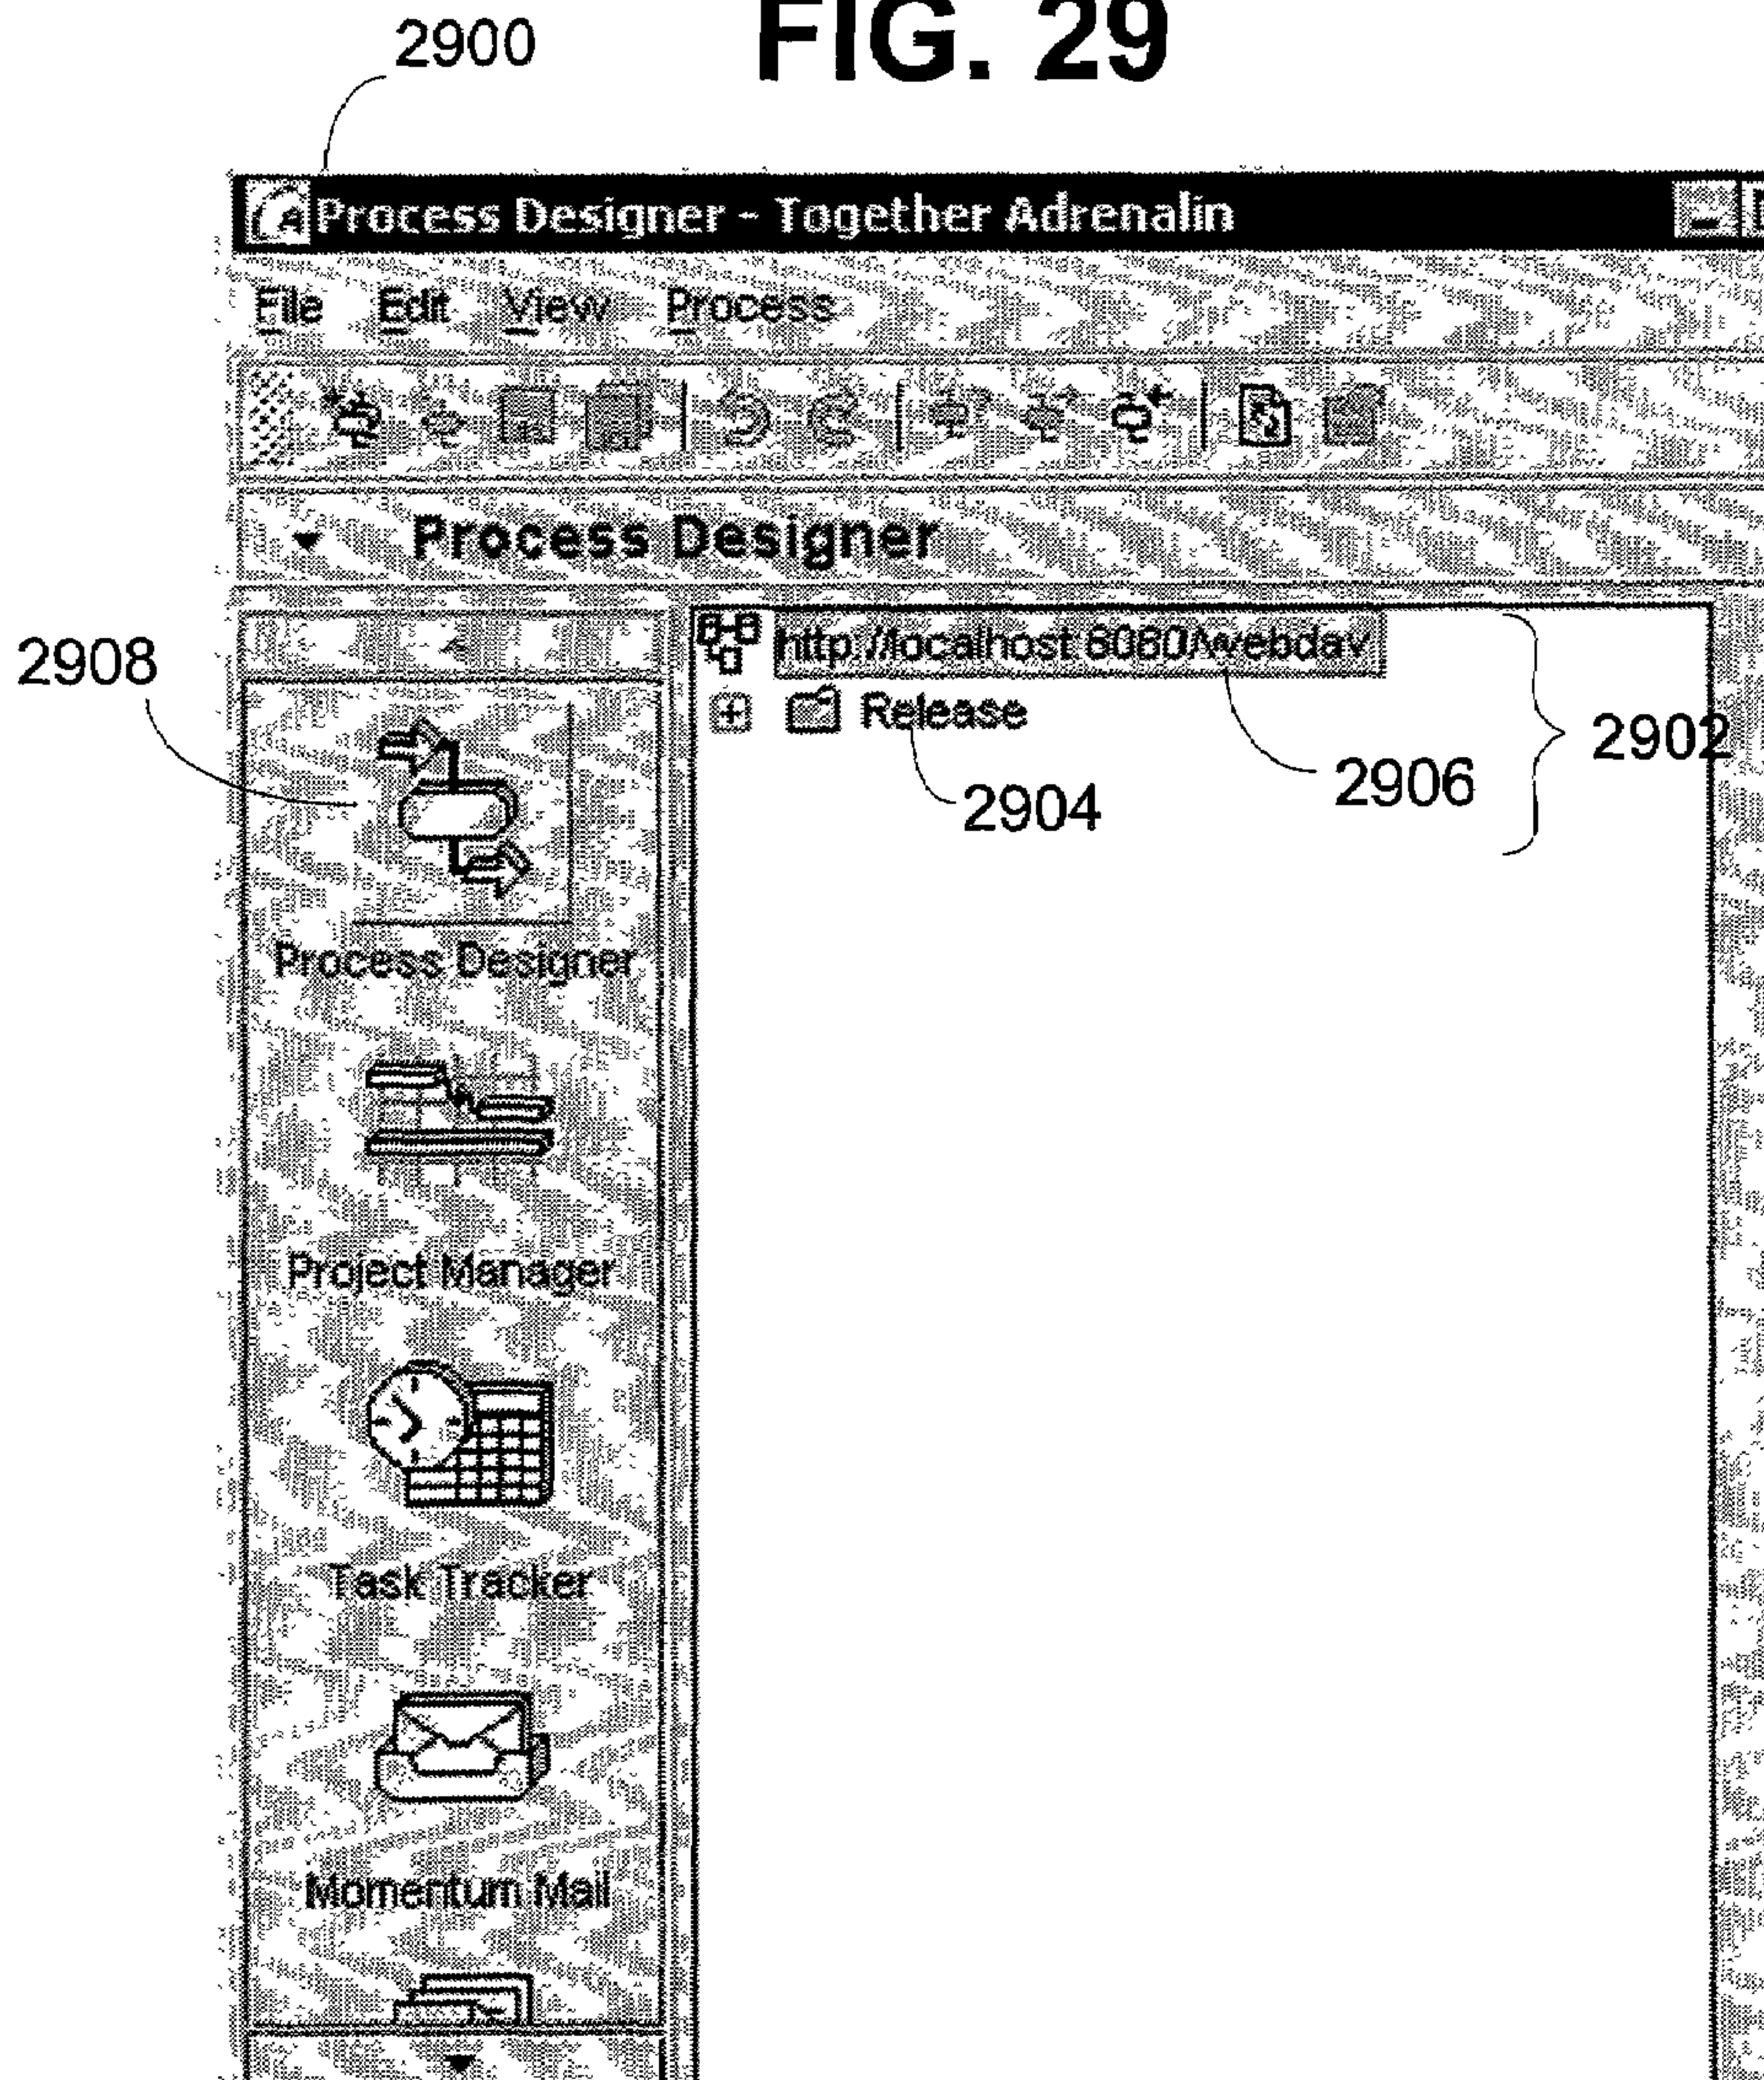 FIG. 29
2900
Process Designer - Together Adrenalin
File Edit View Process
Process Designer
http://localhost:8080/webdav
Release
2902
2904
2906
2908
Process Designer
Project Manager
Task Tracker
Momentum Mail